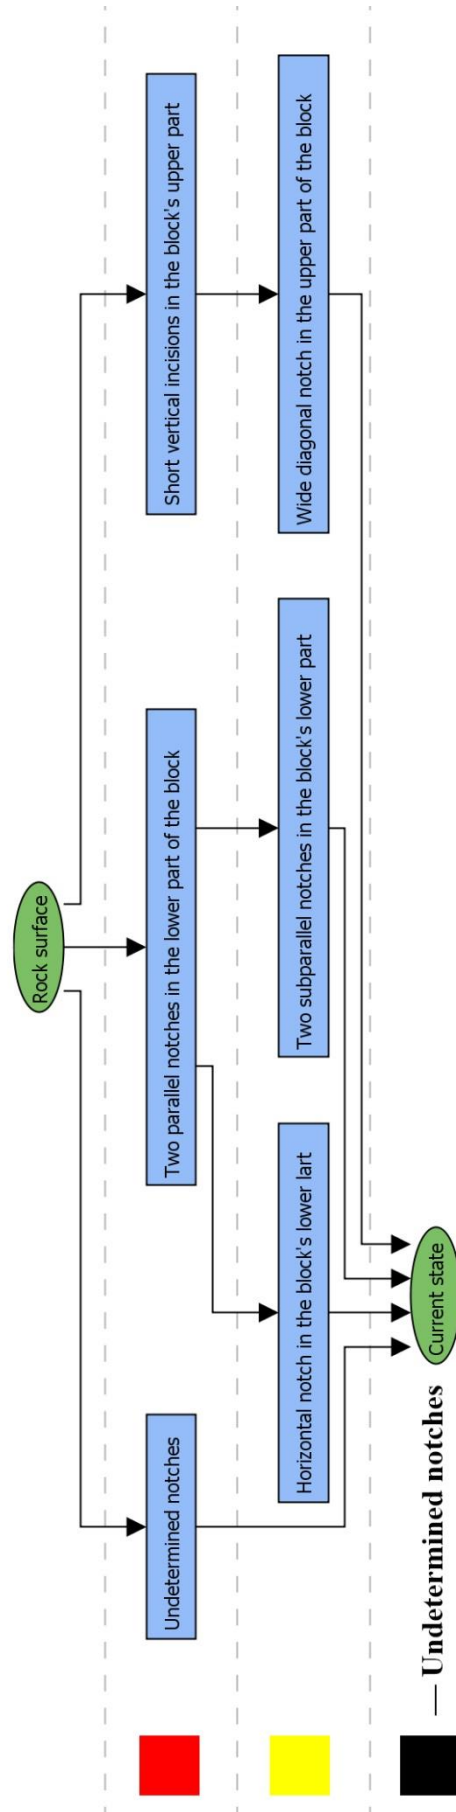 Rock surface
Undetermined notches
Two parallel notches in the lower part of the block
Short vertical incisions in the block's upper part
Horizontal notch in the block's lower lart
Two subparallel notches in the block's lower part
Wide diagonal notch in the upper part of the block
— Undetermined notches
Current state